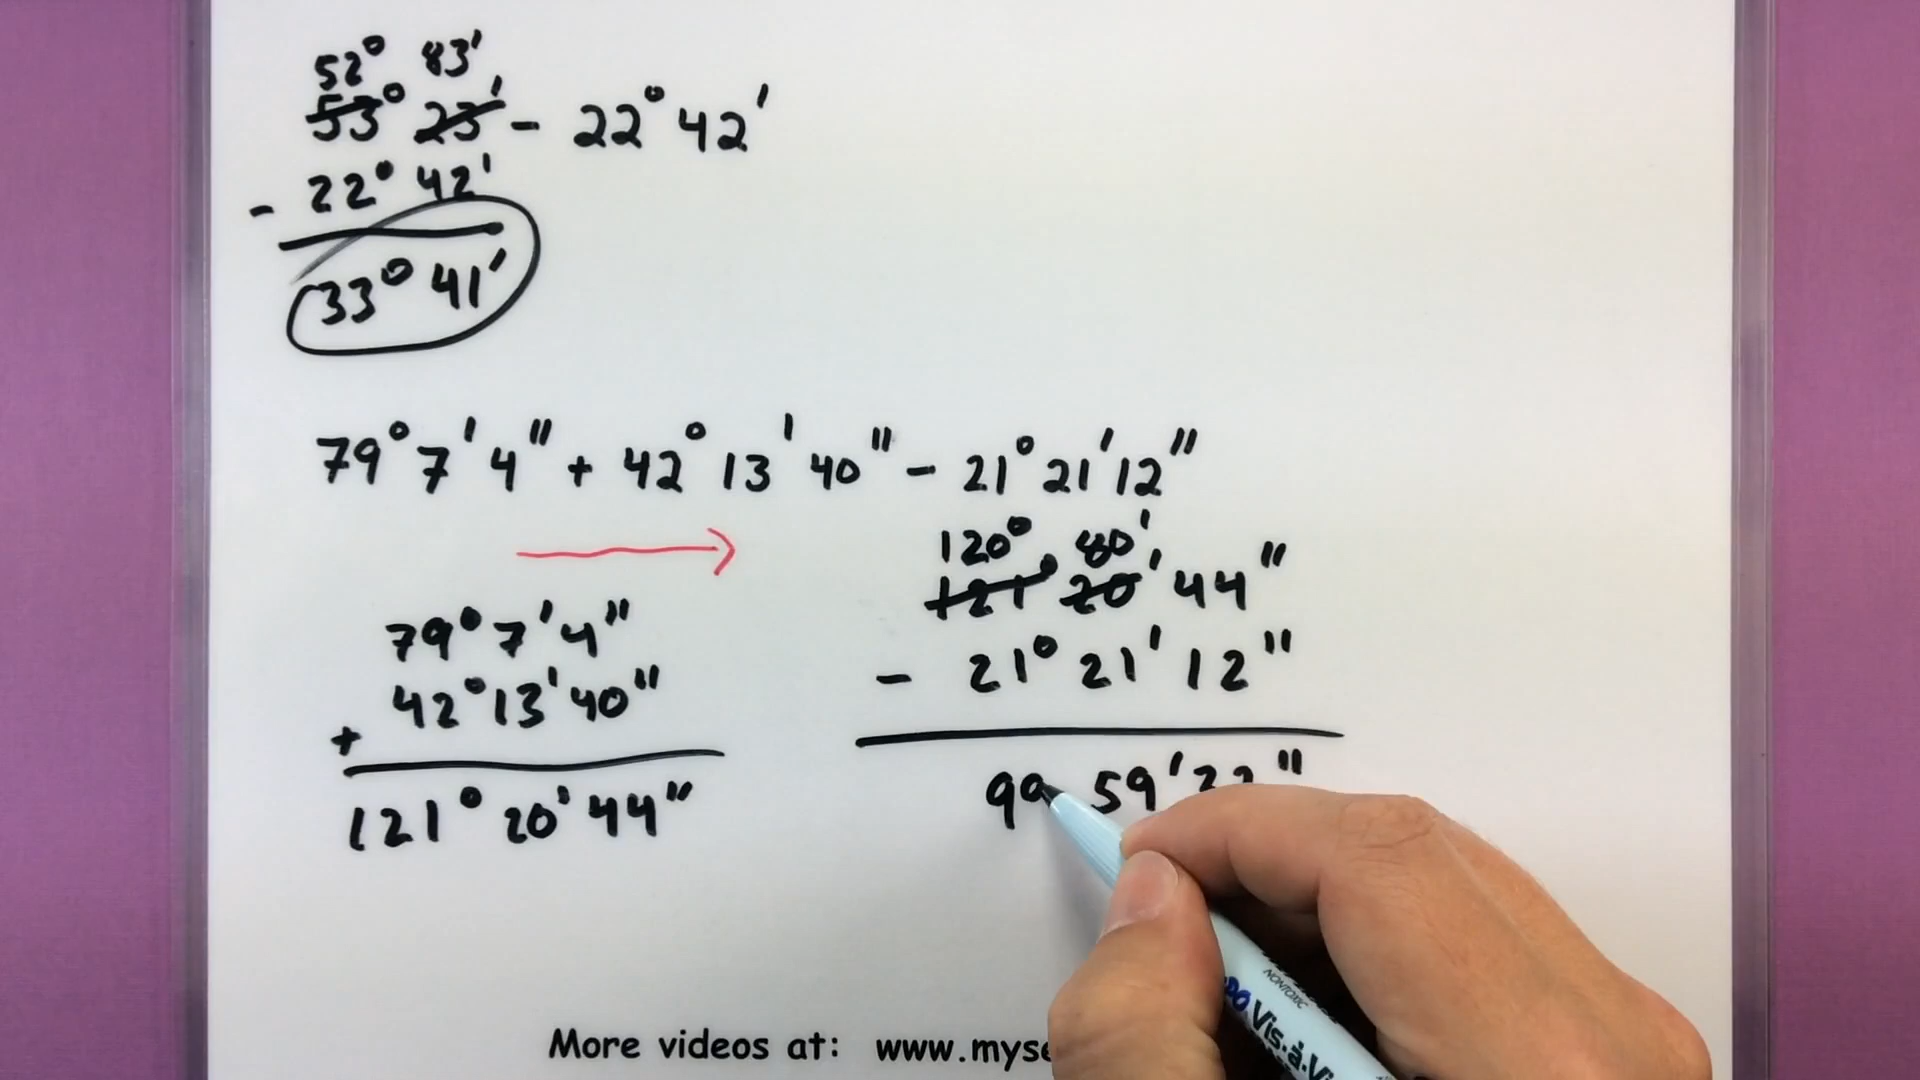 52° 83'
53° 23' - 22° 42'
- 22° 42'
33° 41'
79° 7' 4" + 42° 13' 40" - 21° 21' 12"
120° 80'
121° 20' 44"
- 21° 21' 12"
99 59' 32"
79° 7' 4"
+ 42° 13' 40"
121° 20' 44"
More videos at: www.myse
NONTOXIC
Vis·à·Vi